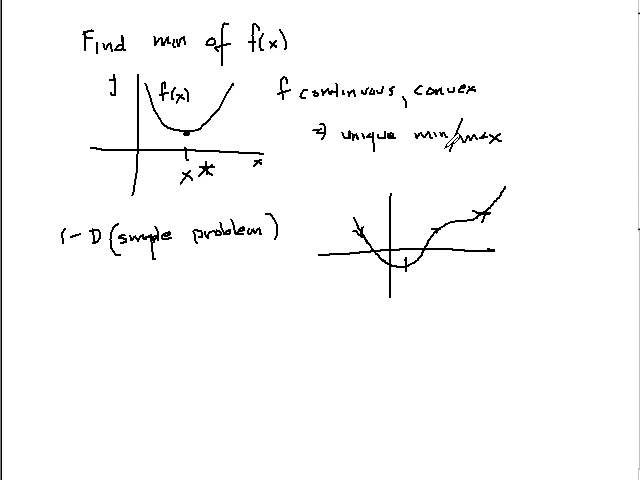 Find min of f(x)
y f(x) f continuous, convex
⇒ unique min/max
x* x
1-D (simple problem)